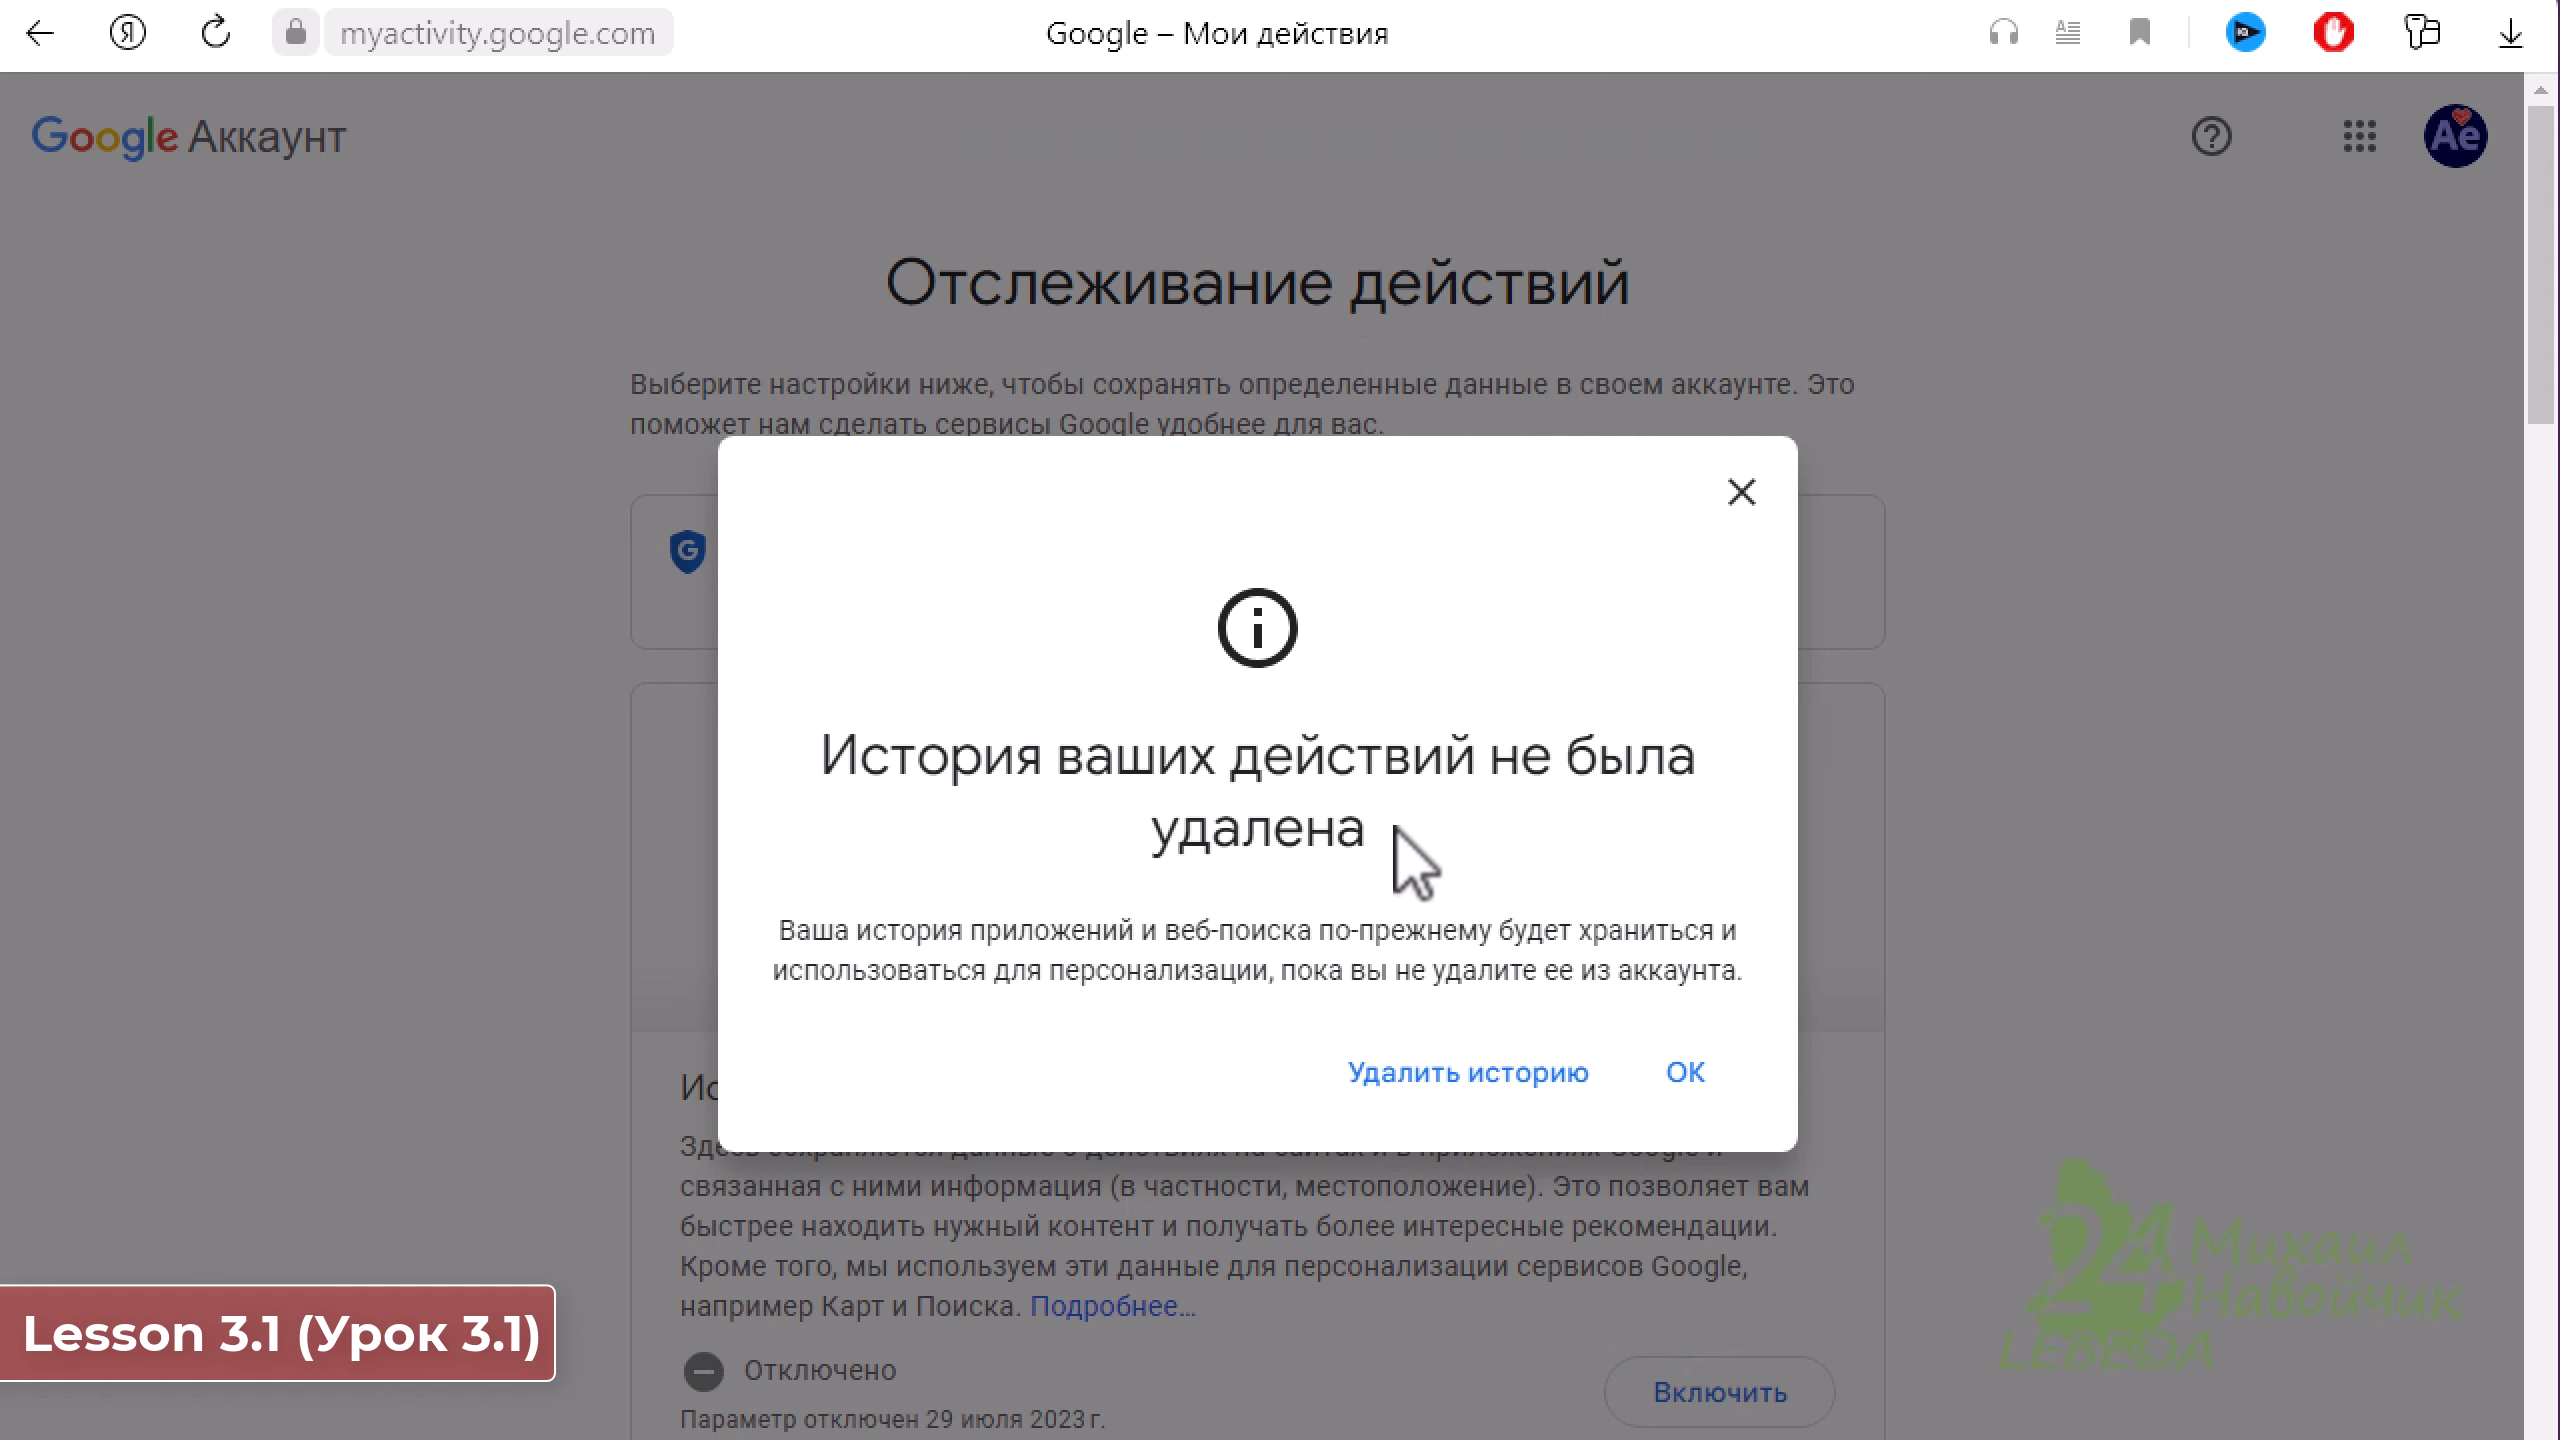 myactivity.google.com
Google – Мои действия
Google Аккаунт
Ae
Отслеживание действий
Выберите настройки ниже, чтобы сохранять определенные данные в своем аккаунте. Это
поможет нам сделать сервисы Google удобнее для вас.
История ваших действий не была
удалена
Ваша история приложений и веб-поиска по-прежнему будет храниться и
использоваться для персонализации, пока вы не удалите ее из аккаунта.
Удалить историю
ОК
связанная с ними информация (в частности, местоположение). Это позволяет вам
быстрее находить нужный контент и получать более интересные рекомендации.
Кроме того, мы используем эти данные для персонализации сервисов Google,
например Карт и Поиска. Подробнее...
Отключено
Параметр отключен 29 июля 2023 г.
Включить
Lesson 3.1 (Урок 3.1)
24
Михаил
Навойчик
LEBEDA